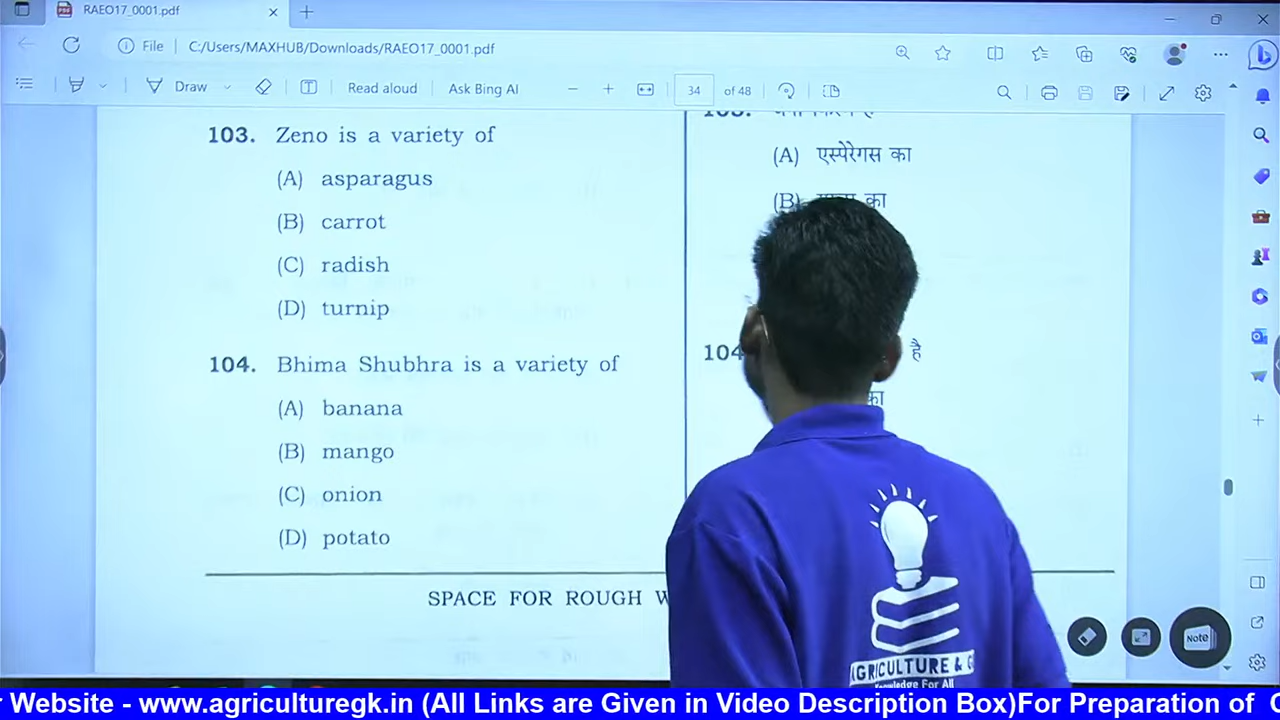 RAEO17_0001.pdf
File
C:/Users/MAXHUB/Downloads/RAEO17_0001.pdf
Draw
Read aloud
Ask Bing AI
34 of 48
103. Zeno is a variety of
(A) asparagus
(B) carrot
(C) radish
(D) turnip
104. Bhima Shubhra is a variety of
(A) banana
(B) mango
(C) onion
(D) potato
SPACE FOR ROUGH
(A) एस्पेरेगस का
(B) का
104 है
का
Note
AGRICULTURE &
Knowledge For All
Website - www.agriculturegk.in (All Links are Given in Video Description Box)For Preparation of